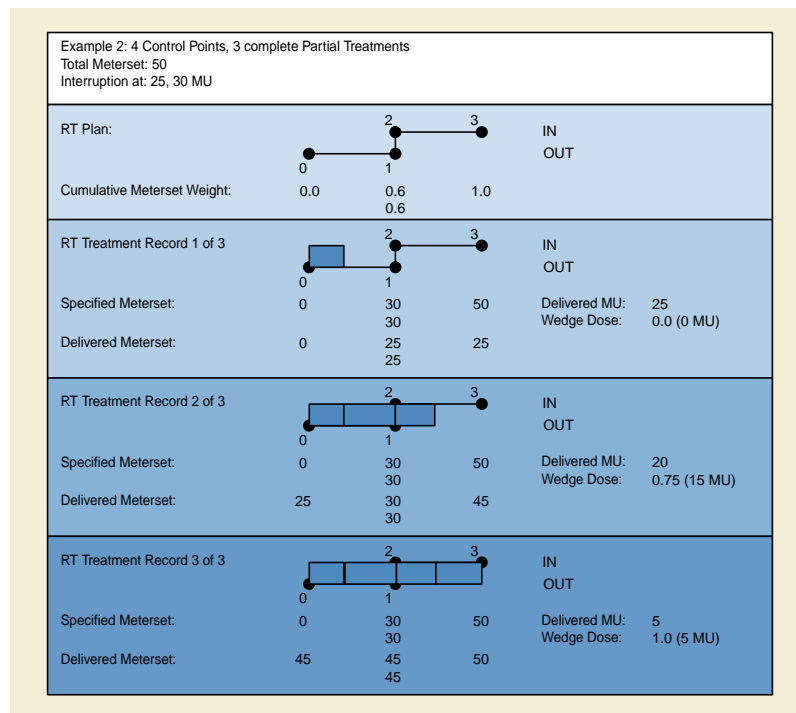 Example 2: 4 Control Points, 3 complete Partial Treatments
Total Meterset: 50
Interruption at: 25, 30 MU
2 3
RT Plan: IN
OUT
0 1
Cumulative Meterset Weight: 0.0 0.6 1.0
0.6
2 3
RT Treatment Record 1 of 3 IN
OUT
0 1
Specified Meterset: 0 30 50 Delivered MU: 25
30 Wedge Dose: 0.0 (0 MU)
Delivered Meterset: 0 25 25
25
2 3
RT Treatment Record 2 of 3 IN
OUT
0 1
Specified Meterset: 0 30 50 Delivered MU: 20
30 Wedge Dose: 0.75 (15 MU)
Delivered Meterset: 25 30 45
30
2 3
RT Treatment Record 3 of 3 IN
OUT
0 1
Specified Meterset: 0 30 50 Delivered MU: 5
30 Wedge Dose: 1.0 (5 MU)
Delivered Meterset: 45 45 50
45